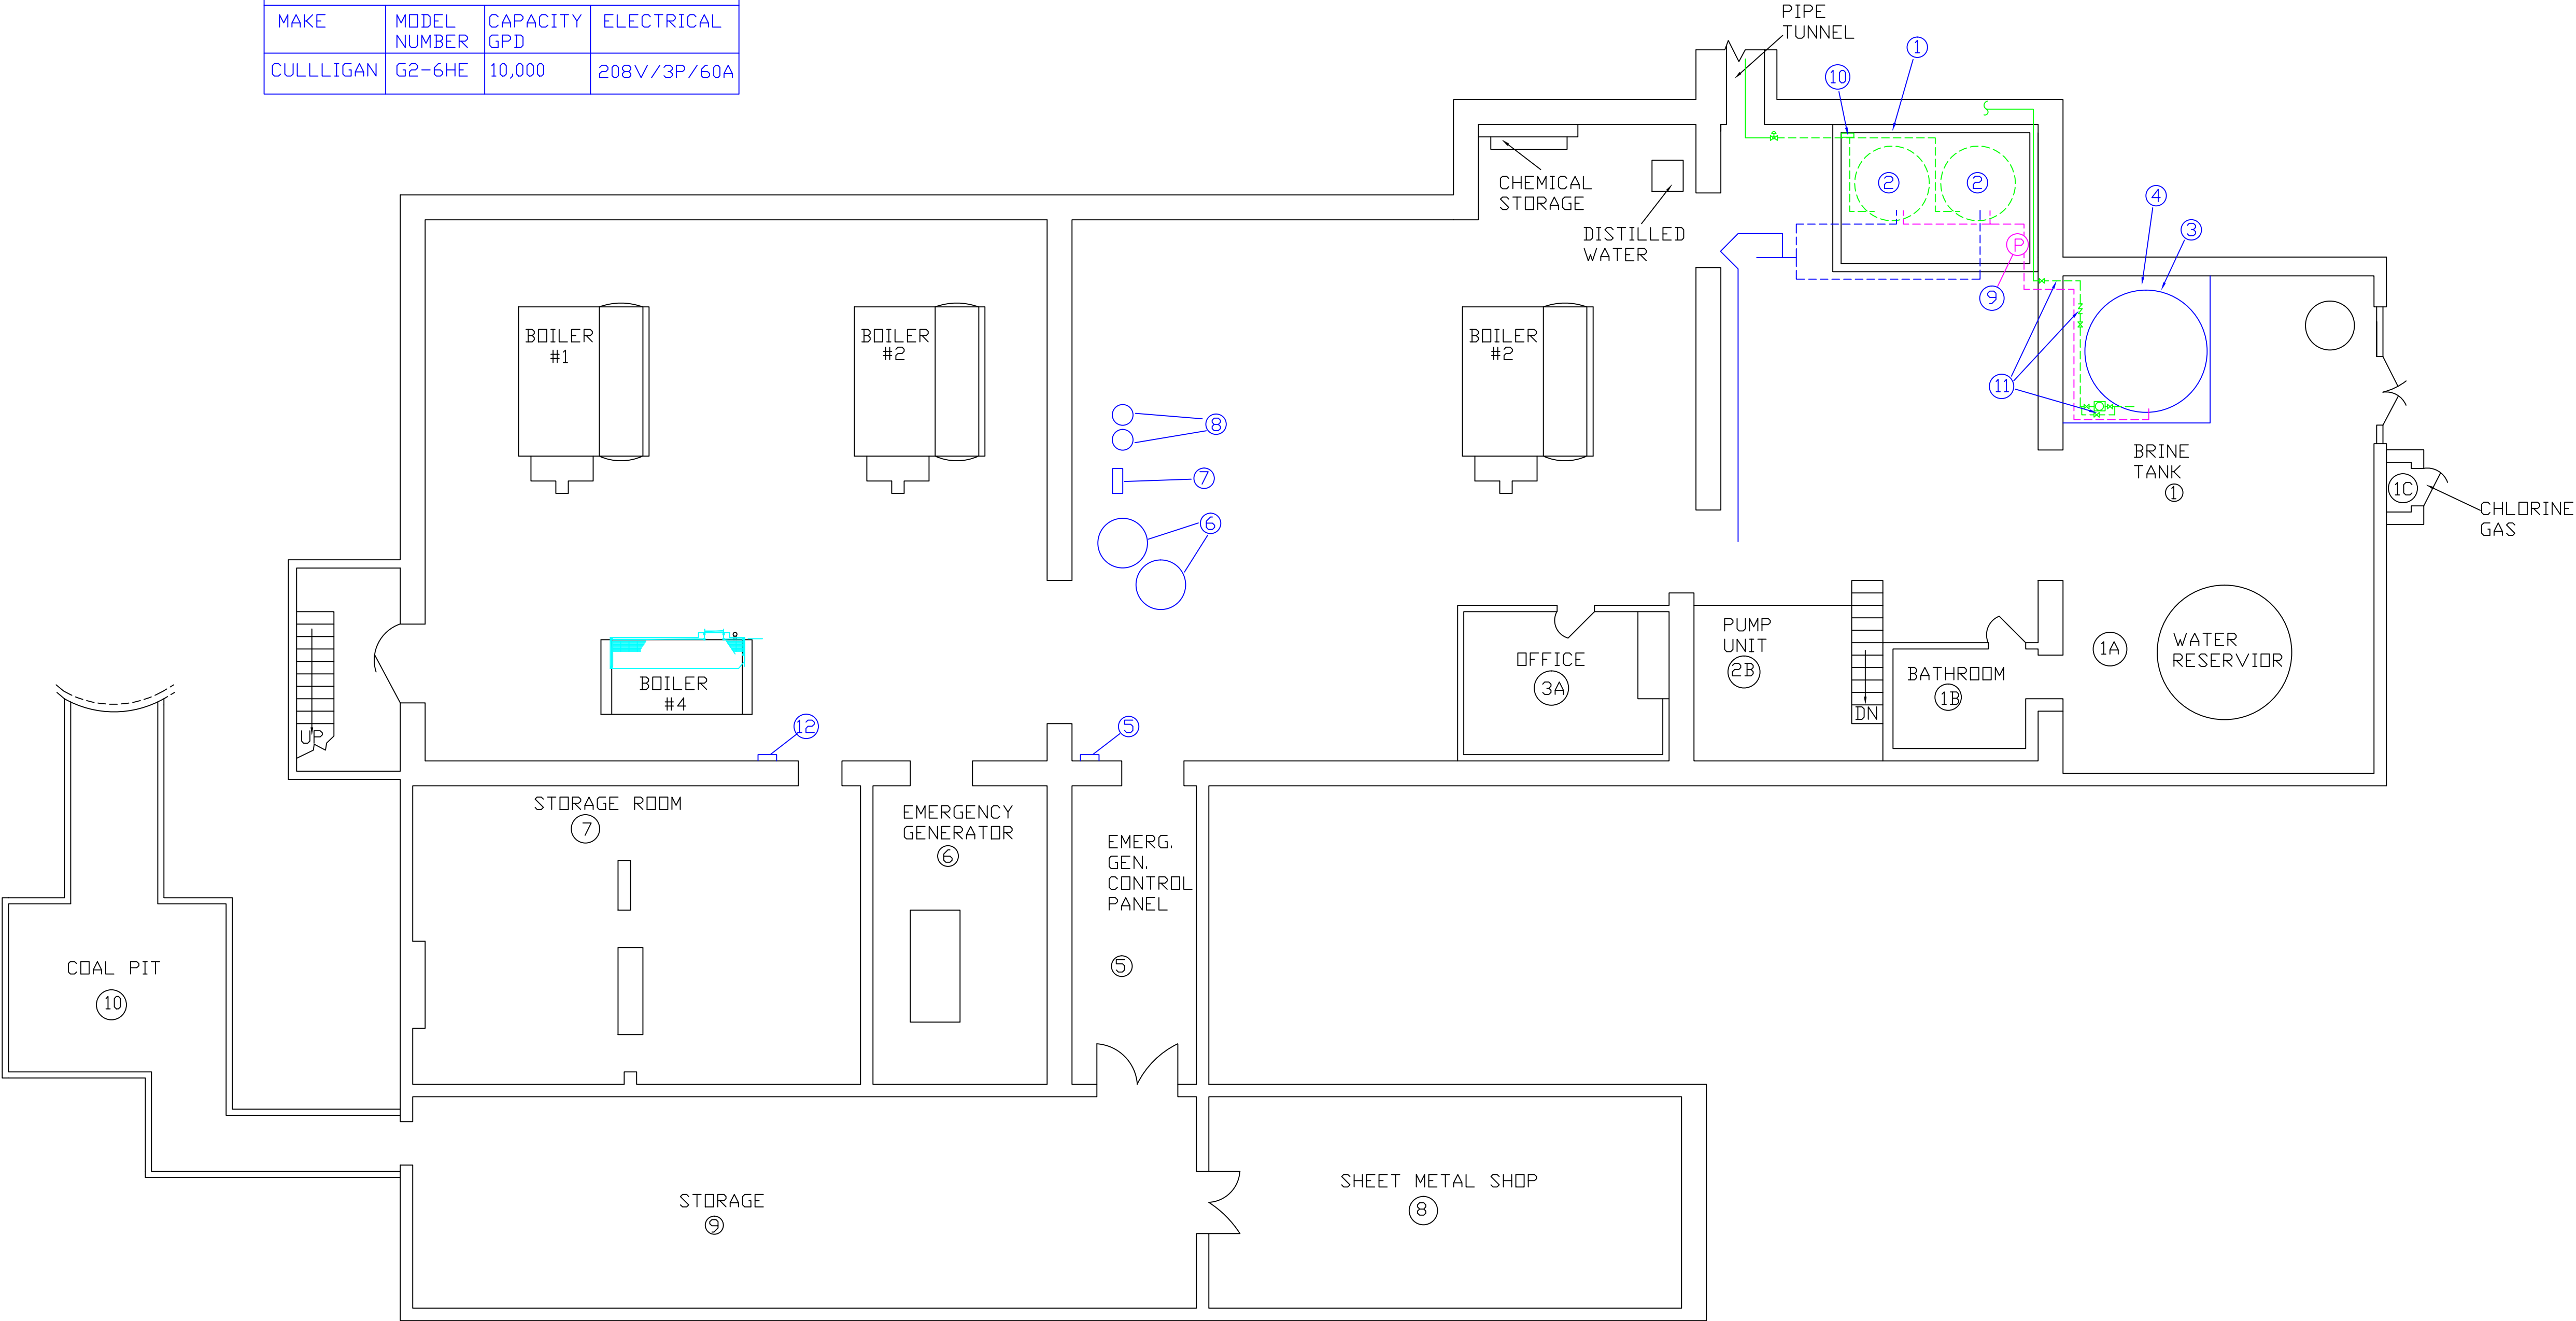 MAKE
MODEL
NUMBER
CAPACITY
GPD
ELECTRICAL
CULLLIGAN
G2-6HE
10,000
208V/3P/60A
PIPE
TUNNEL
1
10
CHEMICAL
STORAGE
DISTILLED
WATER
2
2
4
3
P
9
11
BOILER
#1
BOILER
#2
BOILER
#2
8
7
6
BRINE
TANK
1
1C
CHLORINE
GAS
UP
BOILER
#4
12
5
OFFICE
3A
PUMP
UNIT
2B
DN
BATHROOM
1B
1A
WATER
RESERVIOR
STORAGE ROOM
7
EMERGENCY
GENERATOR
6
EMERG.
GEN.
CONTROL
PANEL
5
COAL PIT
10
STORAGE
9
SHEET METAL SHOP
8